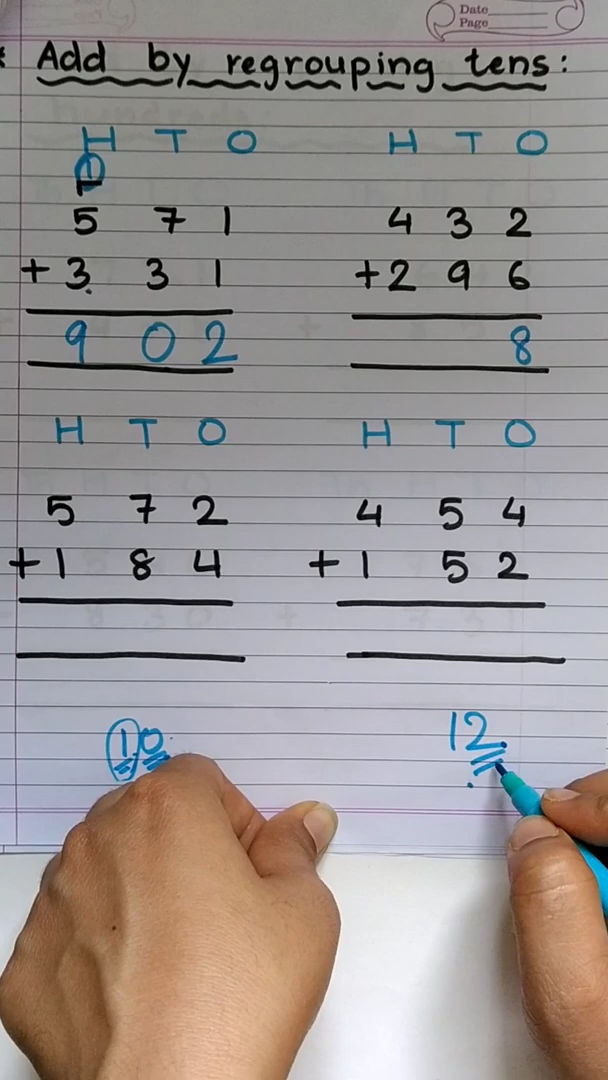 Date
Page
Add by regrouping tens:
H T O
1
5 7 1
+ 3 3 1
9 0 2
H T O
4 3 2
+ 2 9 6
8
H T O
5 7 2
+ 1 8 4
H T O
4 5 4
+ 1 5 2
10
12